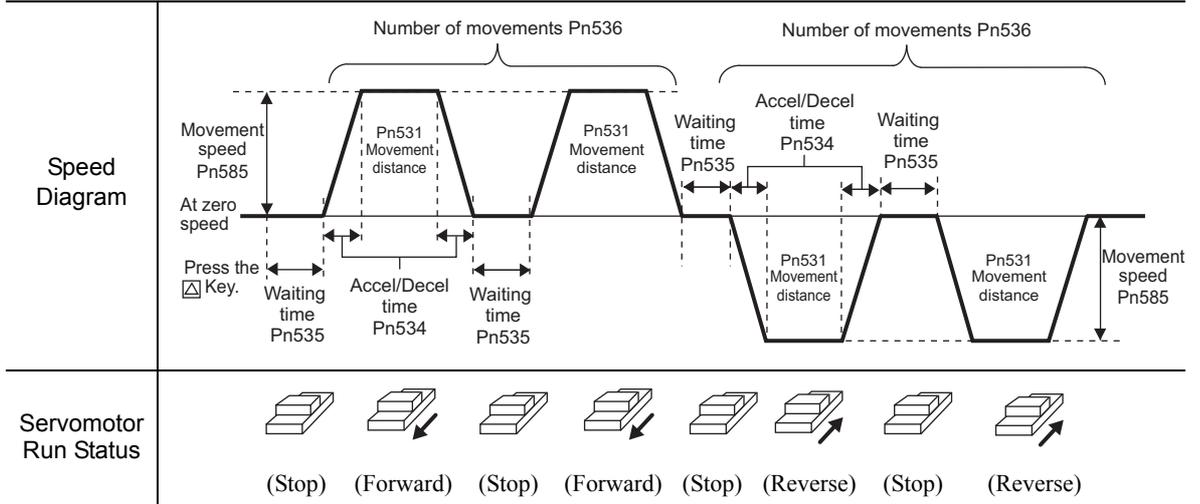 Number of movements Pn536
Number of movements Pn536
Speed
Diagram
Movement
speed
Pn585
At zero
speed
Press the
△ Key.
Pn531
Movement
distance
Pn531
Movement
distance
Waiting
time
Pn535
Accel/Decel
time
Pn534
Waiting
time
Pn535
Waiting
time
Pn535
Accel/Decel
time
Pn534
Waiting
time
Pn535
Pn531
Movement
distance
Pn531
Movement
distance
Movement
speed
Pn585
Servomotor
Run Status
(Stop) (Forward) (Stop) (Forward) (Stop) (Reverse) (Stop) (Reverse)